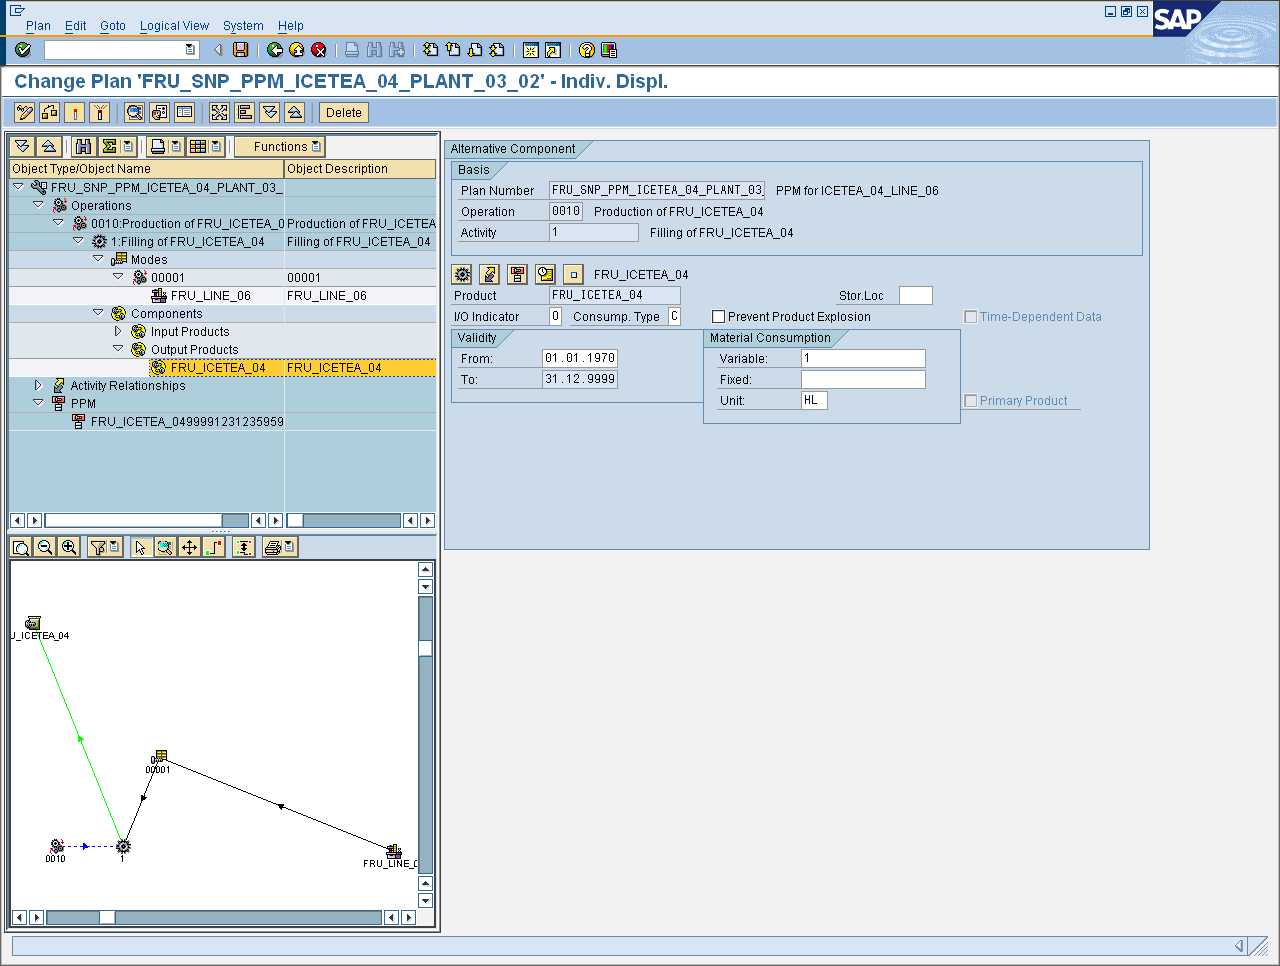 Plan Edit Goto Logical View System Help
SAP
Change Plan 'FRU_SNP_PPM_ICETEA_04_PLANT_03_02' - Indiv. Displ.
Delete
Functions
Object Type/Object Name Object Description
FRU_SNP_PPM_ICETEA_04_PLANT_03_
Operations
0010:Production of FRU_ICETEA_0 Production of FRU_ICETEA
1:Filling of FRU_ICETEA_04 Filling of FRU_ICETEA_04
Modes
00001 00001
FRU_LINE_06 FRU_LINE_06
Components
Input Products
Output Products
FRU_ICETEA_04 FRU_ICETEA_04
Activity Relationships
PPM
FRU_ICETEA_0499991231235959
Alternative Component
Basis
Plan Number FRU_SNP_PPM_ICETEA_04_PLANT_03_ PPM for ICETEA_04_LINE_06
Operation 0010 Production of FRU_ICETEA_04
Activity 1 Filling of FRU_ICETEA_04
FRU_ICETEA_04
Product FRU_ICETEA_04 Stor.Loc
I/O Indicator O Consump. Type C Prevent Product Explosion Time-Dependent Data
Validity
From: 01.01.1970
To: 31.12.9999
Material Consumption
Variable: 1
Fixed:
Unit: HL
Primary Product
U_ICETEA_04
00001
0010
1
FRU_LINE_0